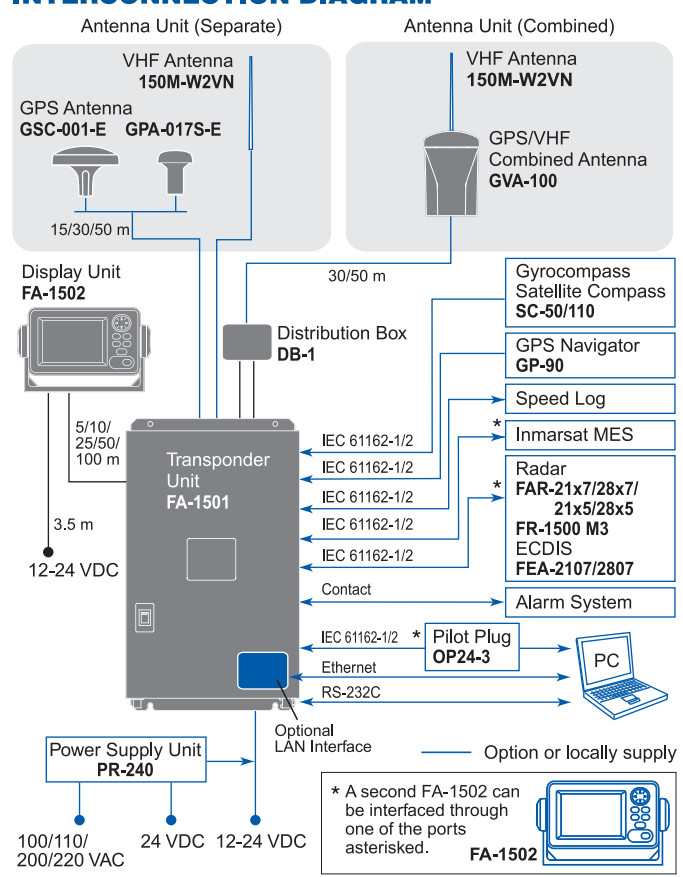 INTERCONNECTION DIAGRAM
Antenna Unit (Separate)
Antenna Unit (Combined)
VHF Antenna
150M-W2VN
GPS Antenna
GSC-001-E GPA-017S-E
15/30/50 m
VHF Antenna
150M-W2VN
GPS/VHF
Combined Antenna
GVA-100
30/50 m
Display Unit
FA-1502
Distribution Box
DB-1
5/10/
25/50/
100 m
3.5 m
12-24 VDC
Transponder
Unit
FA-1501
Gyrocompass
Satellite Compass
SC-50/110
GPS Navigator
GP-90
Speed Log
* Inmarsat MES
Radar
* FAR-21x7/28x7/
21x5/28x5
FR-1500 M3
ECDIS
FEA-2107/2807
IEC 61162-1/2
IEC 61162-1/2
IEC 61162-1/2
IEC 61162-1/2
IEC 61162-1/2
Contact
Alarm System
IEC 61162-1/2 * Pilot Plug
OP24-3
PC
Ethernet
RS-232C
Optional
LAN Interface
Power Supply Unit
PR-240
Option or locally supply
100/110/
200/220 VAC
24 VDC
12-24 VDC
* A second FA-1502 can
be interfaced through
one of the ports
asterisked.
FA-1502